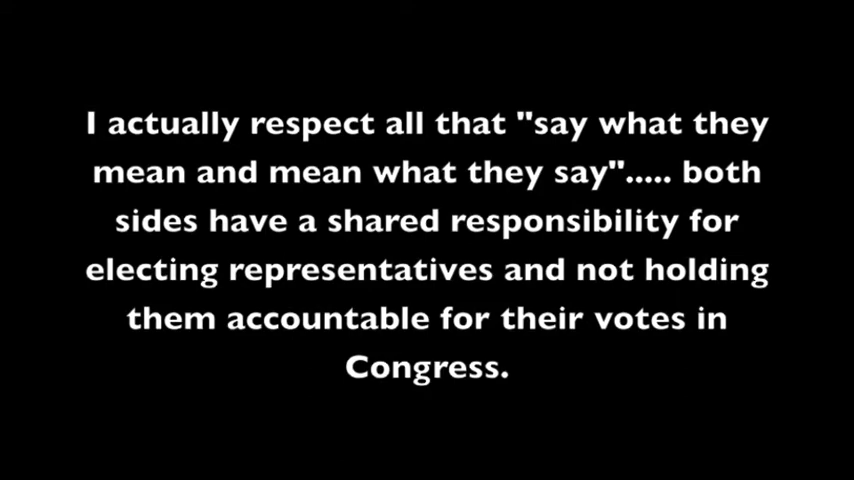 I actually respect all that "say what they
mean and mean what they say"..... both
sides have a shared responsibility for
electing representatives and not holding
them accountable for their votes in
Congress.